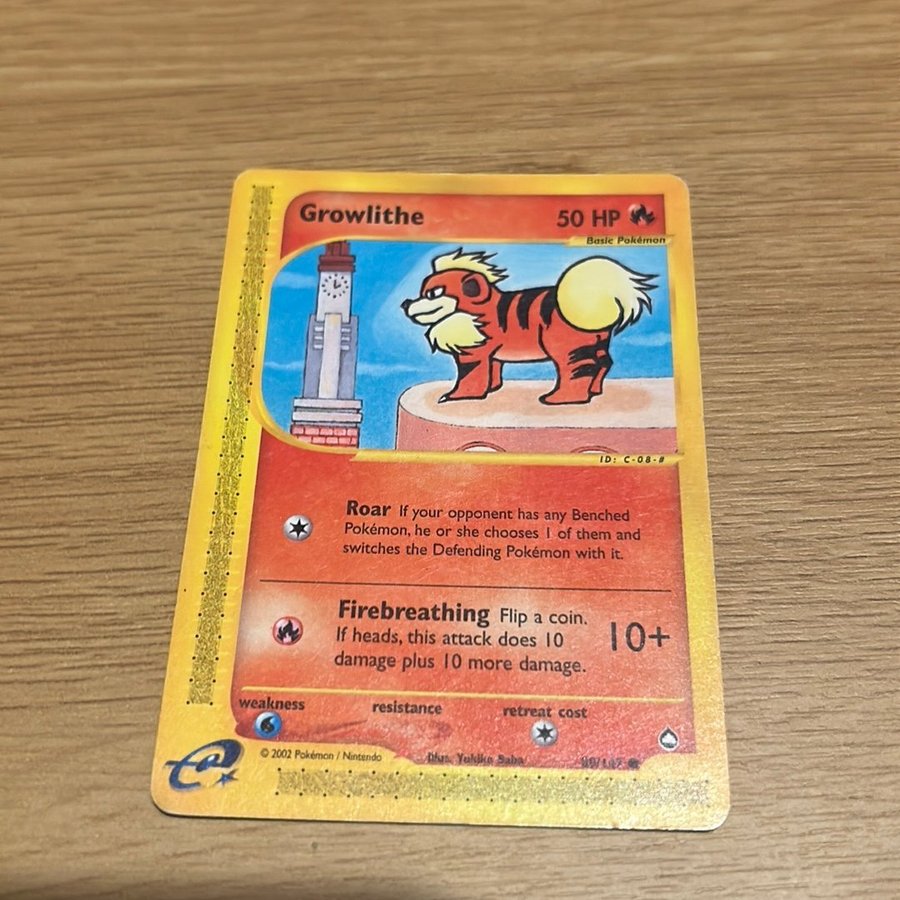 Growlithe 50 HP
Basic Pokémon
ID: C-08-#
Roar If your opponent has any Benched
Pokémon, he or she chooses 1 of them and
switches the Defending Pokémon with it.
Firebreathing Flip a coin.
If heads, this attack does 10
damage plus 10 more damage.
10+
weakness resistance retreat cost
© 2002 Pokémon / Nintendo
Illus. Yukiko Baba